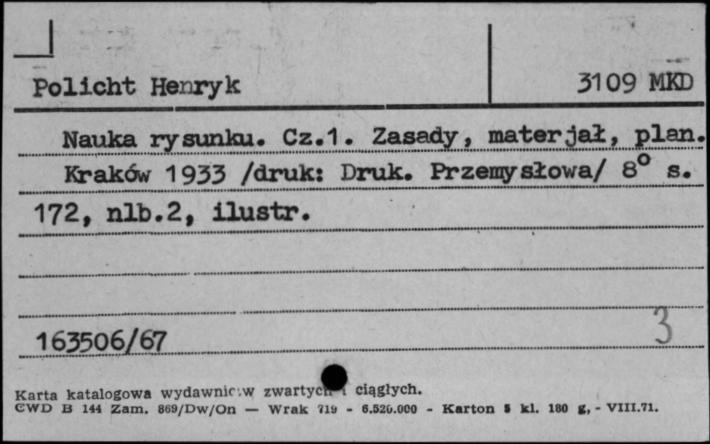 Policht Henryk 3109 MKD
Nauka rysunku. Cz.1. Zasady, materjał, plan.
Kraków 1933 /druk: Druk. Przemysłowa/ 8° s.
172, nlb.2, ilustr.
163506/67 3
Karta katalogowa wydawnictw zwartych i ciągłych.
CWD B 144 Zam. 869/Dw/On — Wrak 719 - 6.520.000 - Karton 5 kl. 180 g, - VIII.71.